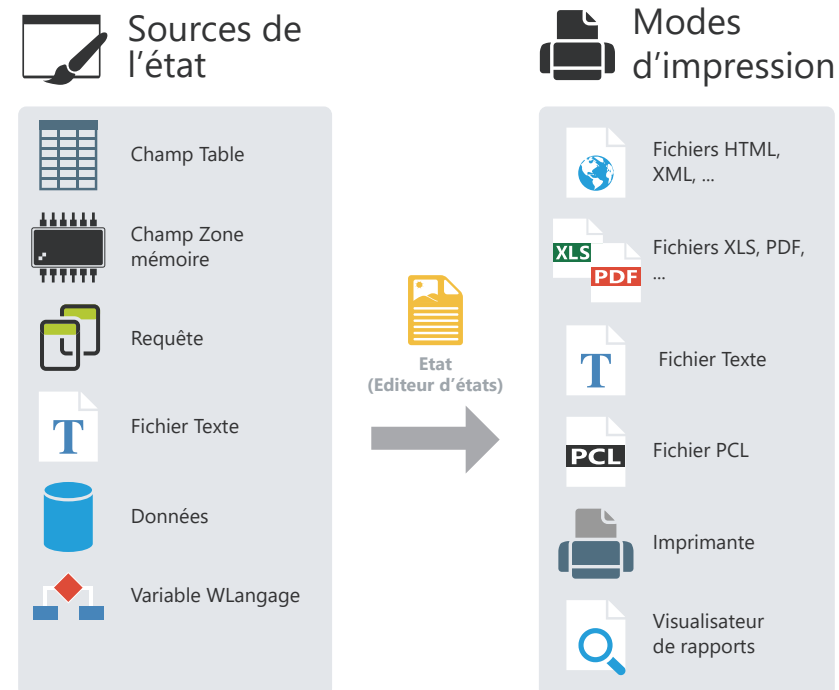 Sources de
l’état
Champ Table
Champ Zone
mémoire
Requête
T
Fichier Texte
Données
Variable WLangage
Etat
(Editeur d’états)
Modes
d’impression
Fichiers HTML,
XML, ...
XLS
PDF
Fichiers XLS, PDF,
...
T
Fichier Texte
PCL
Fichier PCL
Imprimante
Visualisateur
de rapports